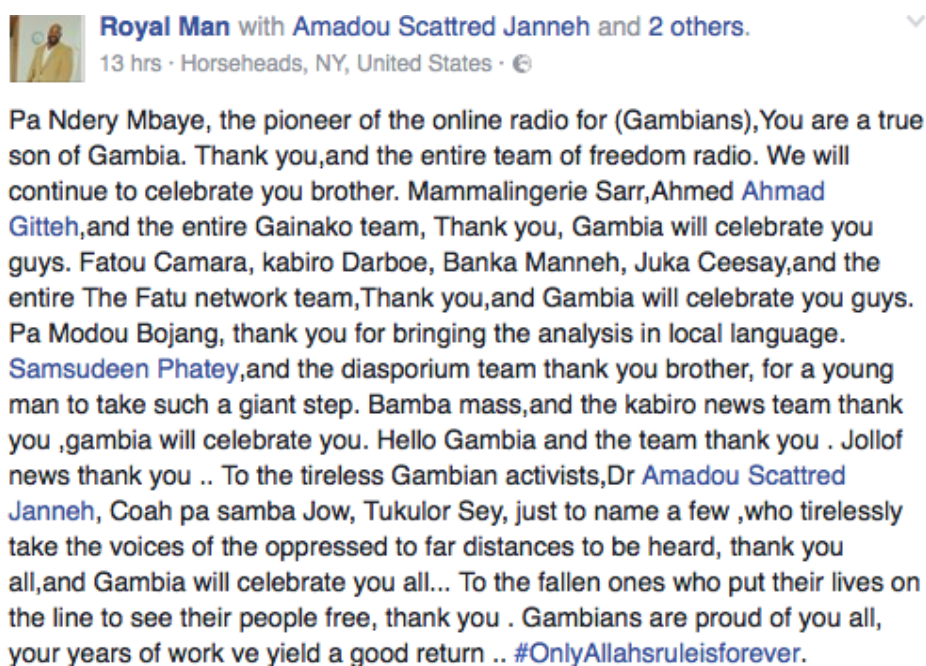 Royal Man with Amadou Scattred Janneh and 2 others.
13 hrs · Horseheads, NY, United States ·
Pa Ndery Mbaye, the pioneer of the online radio for (Gambians),You are a true
son of Gambia. Thank you,and the entire team of freedom radio. We will
continue to celebrate you brother. Mammalingerie Sarr,Ahmed Ahmad
Gitteh,and the entire Gainako team, Thank you, Gambia will celebrate you
guys. Fatou Camara, kabiro Darboe, Banka Manneh, Juka Ceesay,and the
entire The Fatu network team,Thank you,and Gambia will celebrate you guys.
Pa Modou Bojang, thank you for bringing the analysis in local language.
Samsudeen Phatey,and the diasporium team thank you brother, for a young
man to take such a giant step. Bamba mass,and the kabiro news team thank
you ,gambia will celebrate you. Hello Gambia and the team thank you . Jollof
news thank you .. To the tireless Gambian activists,Dr Amadou Scattred
Janneh, Coah pa samba Jow, Tukulor Sey, just to name a few ,who tirelessly
take the voices of the oppressed to far distances to be heard, thank you
all,and Gambia will celebrate you all... To the fallen ones who put their lives on
the line to see their people free, thank you . Gambians are proud of you all,
your years of work ve yield a good return .. #OnlyAllahsruleisforever.